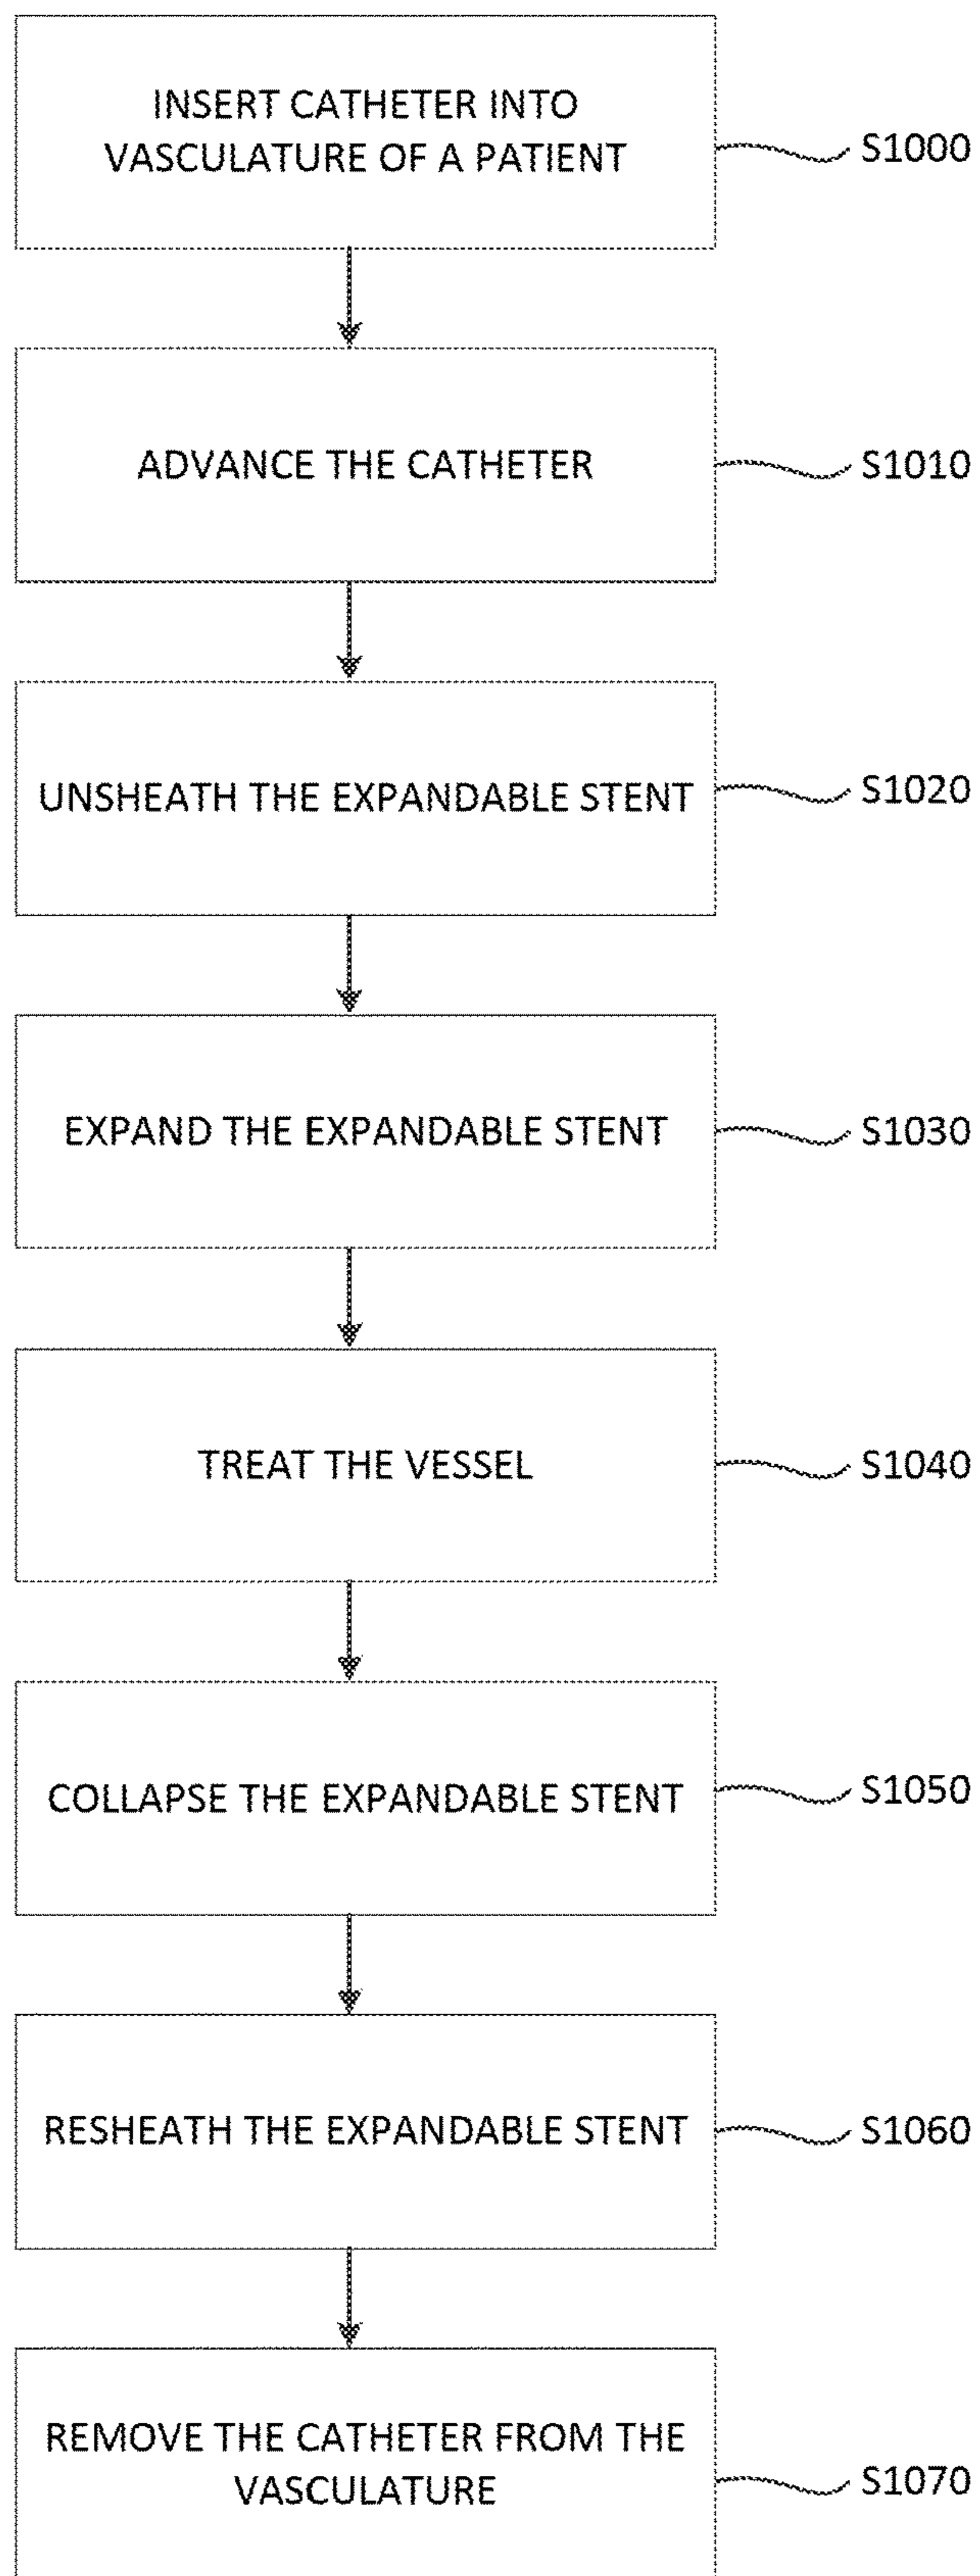 INSERT CATHETER INTO
VASCULATURE OF A PATIENT
S1000
ADVANCE THE CATHETER
S1010
UNSHEATH THE EXPANDABLE STENT
S1020
EXPAND THE EXPANDABLE STENT
S1030
TREAT THE VESSEL
S1040
COLLAPSE THE EXPANDABLE STENT
S1050
RESHEATH THE EXPANDABLE STENT
S1060
REMOVE THE CATHETER FROM THE
VASCULATURE
S1070